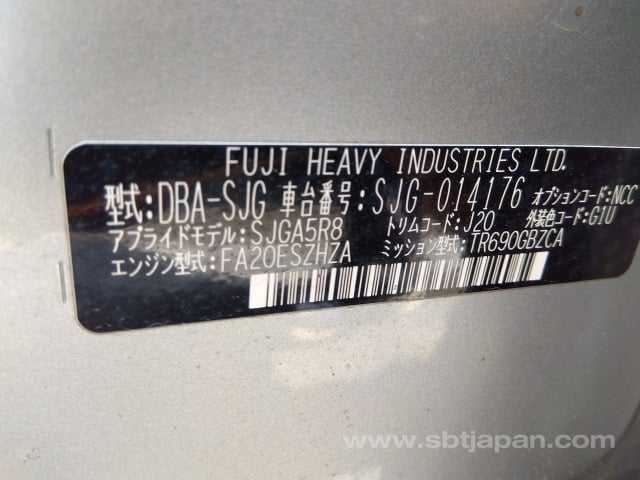 FUJI HEAVY INDUSTRIES LTD.
型式:DBA-SJG 車台番号:SJG-014176 オプションコード:NCC
アプライドモデル:SJGA5R8 トリムコード:J20 外装色コード:G1U
エンジン型式:FA20ESZHZA ミッション型式:TR690GBZCA
www.sbtjapan.com